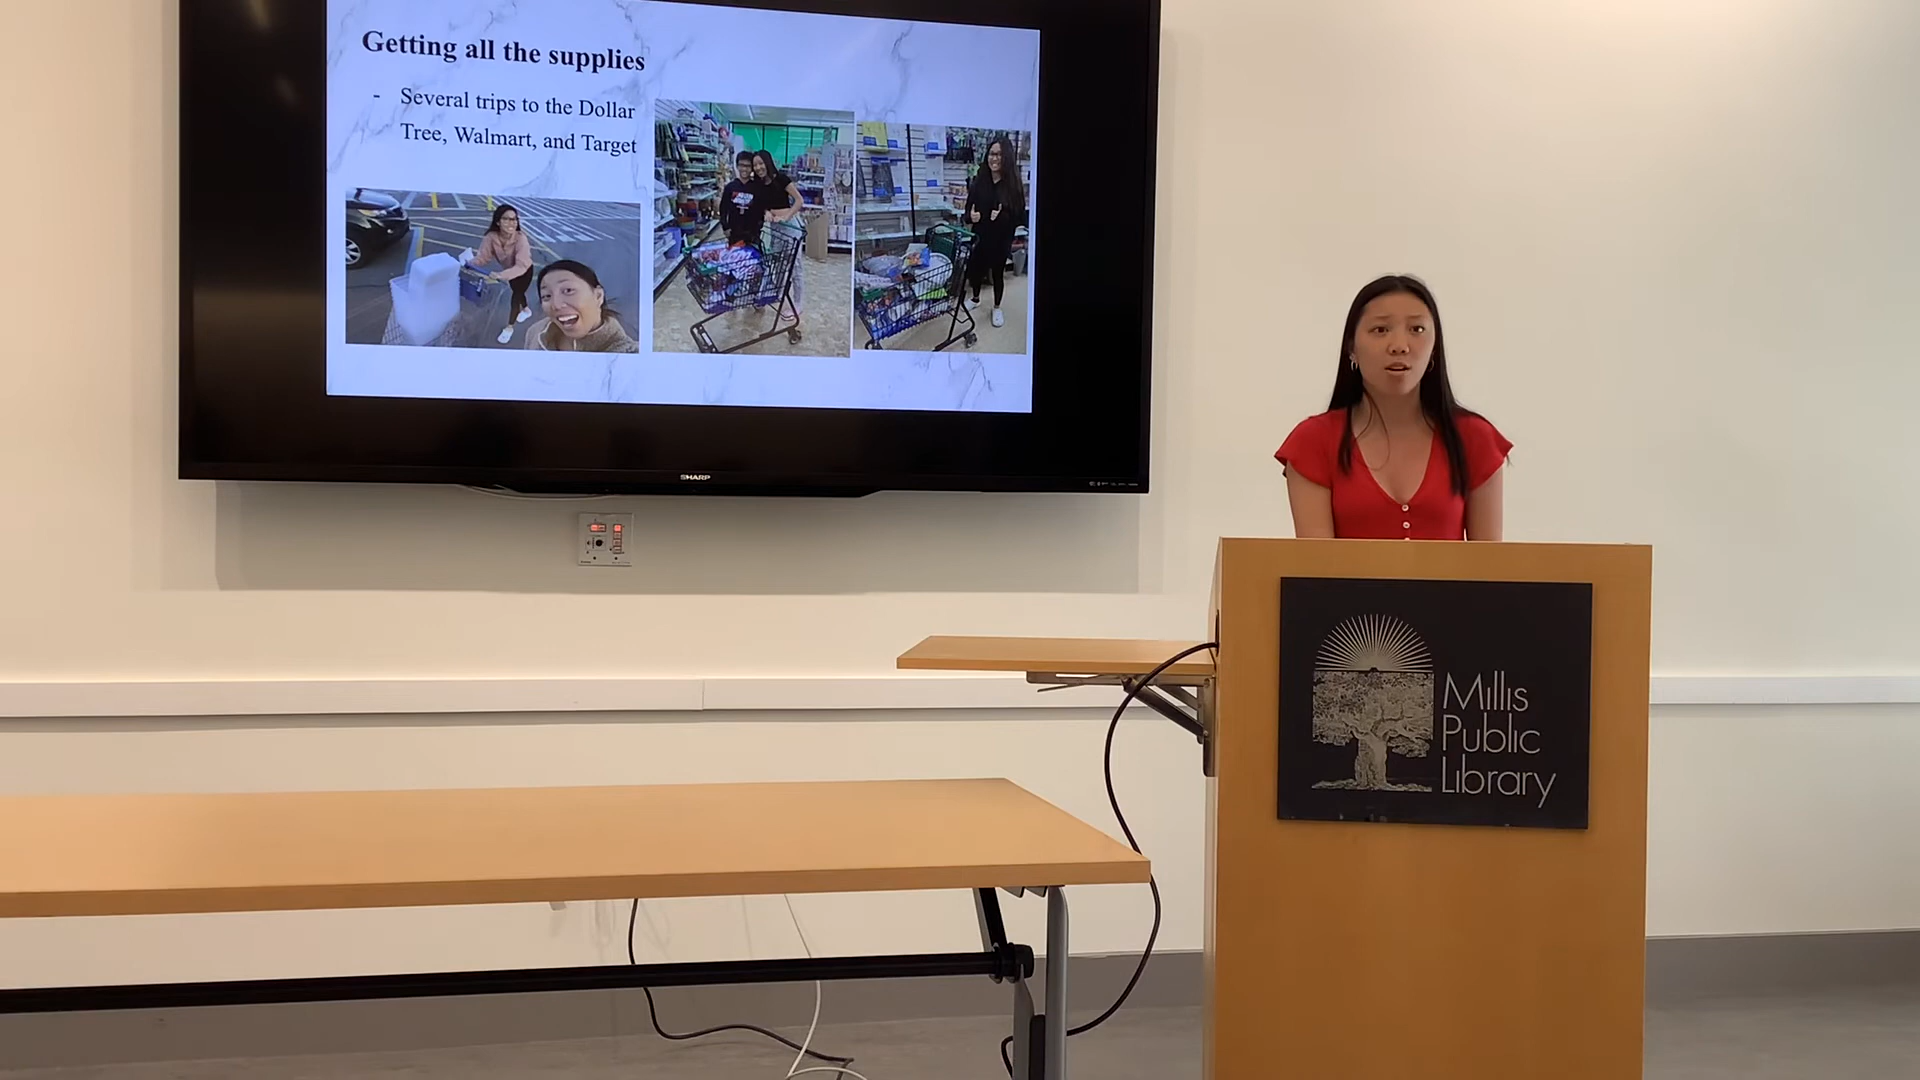 Getting all the supplies
- Several trips to the Dollar
Tree, Walmart, and Target
SHARP
Millis
Public
Library